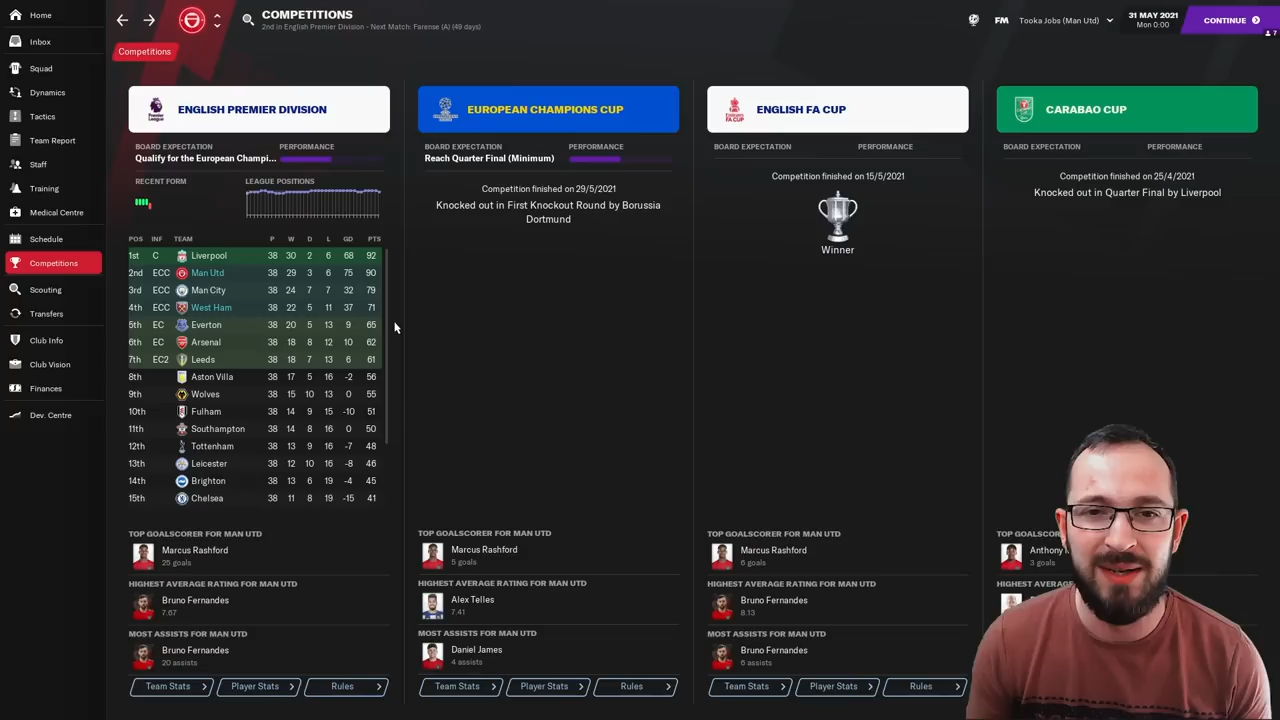 Home
Inbox
Squad
Dynamics
Tactics
Team Report
Staff
Training
Medical Centre
Schedule
Competitions
Scouting
Transfers
Club Info
Club Vision
Finances
Dev. Centre
COMPETITIONS
2nd in English Premier Division - Next Match: Farense (A) (49 days)
FM
Tooka Jobs (Man Utd)
31 MAY 2021
Mon 0:00
CONTINUE
7
Competitions
Premier League
ENGLISH PREMIER DIVISION
BOARD EXPECTATION PERFORMANCE
Qualify for the European Champi...
RECENT FORM LEAGUE POSITIONS
POS INF TEAM P W D L GD PTS
1st C Liverpool 38 30 2 6 68 92
2nd ECC Man Utd 38 29 3 6 75 90
3rd ECC Man City 38 24 7 7 32 79
4th ECC West Ham 38 22 5 11 37 71
5th EC Everton 38 20 5 13 9 65
6th EC Arsenal 38 18 8 12 10 62
7th EC2 Leeds 38 18 7 13 6 61
8th Aston Villa 38 17 5 16 -2 56
9th Wolves 38 15 10 13 0 55
10th Fulham 38 14 9 15 -10 51
11th Southampton 38 14 8 16 0 50
12th Tottenham 38 13 9 16 -7 48
13th Leicester 38 12 10 16 -8 46
14th Brighton 38 13 6 19 -4 45
15th Chelsea 38 11 8 19 -15 41
TOP GOALSCORER FOR MAN UTD
Marcus Rashford
25 goals
HIGHEST AVERAGE RATING FOR MAN UTD
Bruno Fernandes
7.67
MOST ASSISTS FOR MAN UTD
Bruno Fernandes
20 assists
Team Stats Player Stats Rules
EUROPEAN CHAMPIONS CUP
BOARD EXPECTATION PERFORMANCE
Reach Quarter Final (Minimum)
Competition finished on 29/5/2021
Knocked out in First Knockout Round by Borussia
Dortmund
TOP GOALSCORER FOR MAN UTD
Marcus Rashford
5 goals
HIGHEST AVERAGE RATING FOR MAN UTD
Alex Telles
7.41
MOST ASSISTS FOR MAN UTD
Daniel James
4 assists
Team Stats Player Stats Rules
Emirates
FA CUP
ENGLISH FA CUP
BOARD EXPECTATION PERFORMANCE
Competition finished on 15/5/2021
Winner
TOP GOALSCORER FOR MAN UTD
Marcus Rashford
6 goals
HIGHEST AVERAGE RATING FOR MAN UTD
Bruno Fernandes
8.13
MOST ASSISTS FOR MAN UTD
Bruno Fernandes
6 assists
Team Stats Player Stats Rules
CARABAO CUP
BOARD EXPECTATION PERFORMANCE
Competition finished on 25/4/2021
Knocked out in Quarter Final by Liverpool
TOP GOALSCO
Anthony
3 goals
HIGHEST AVERAGE